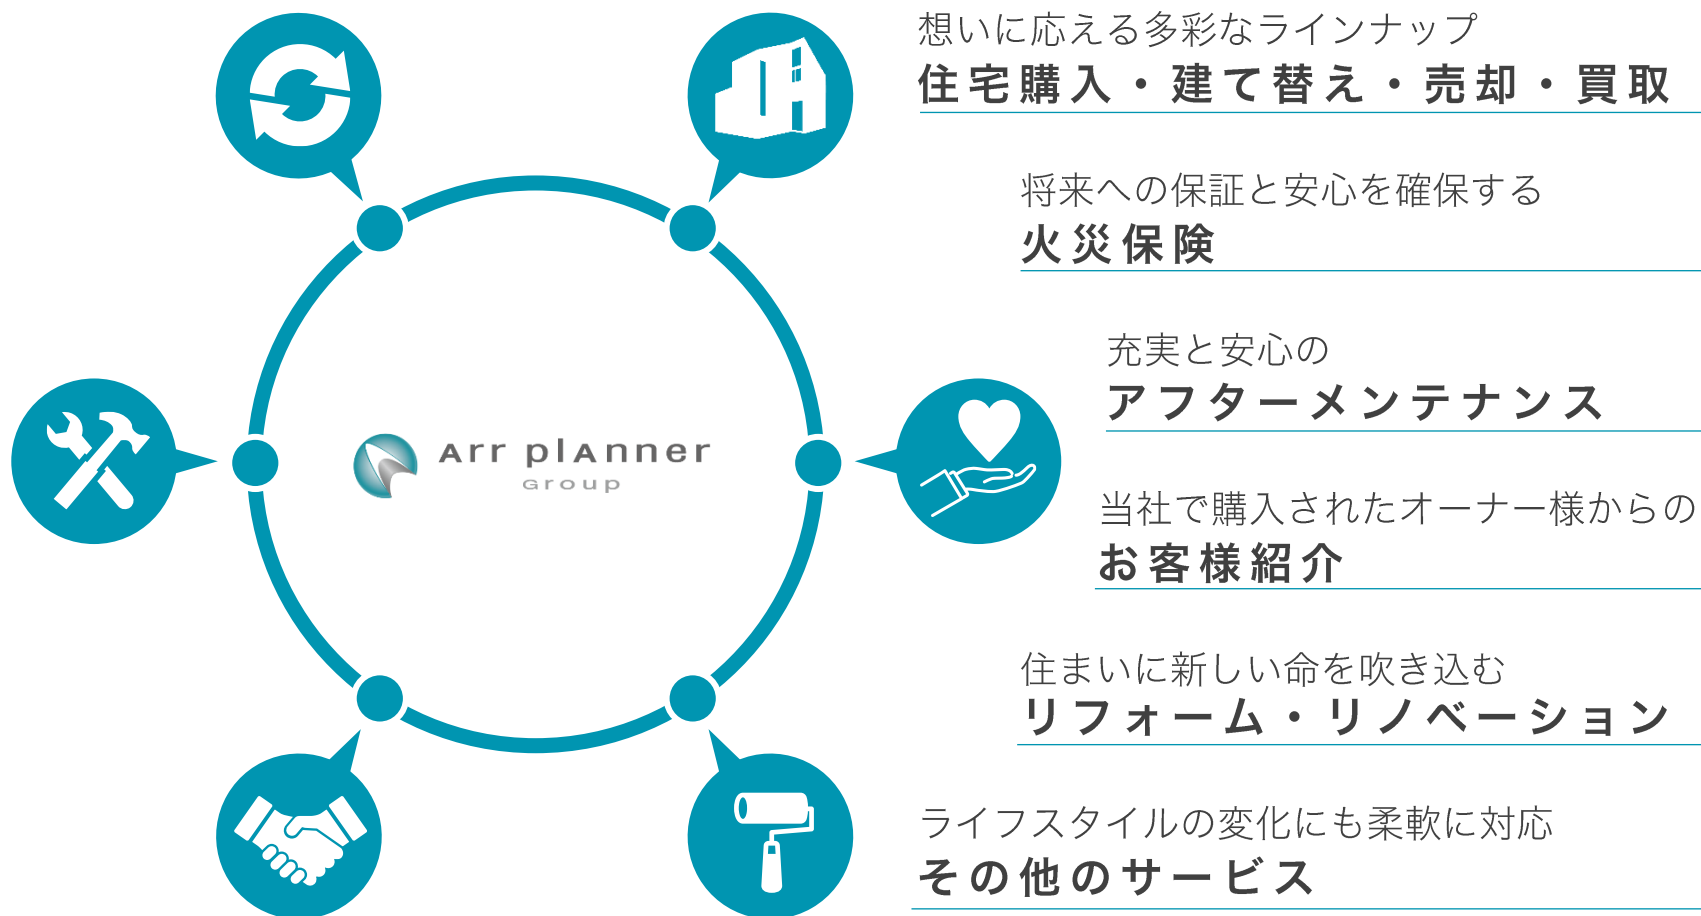 想いに応える多彩なラインナップ
住宅購入・建て替え・売却・買取
将来への保証と安心を確保する
火災保険
充実と安心の
アフターメンテナンス
Arr plAnner
Group
当社で購入されたオーナー様からの
お客様紹介
住まいに新しい命を吹き込む
リフォーム・リノベーション
ライフスタイルの変化にも柔軟に対応
その他のサービス